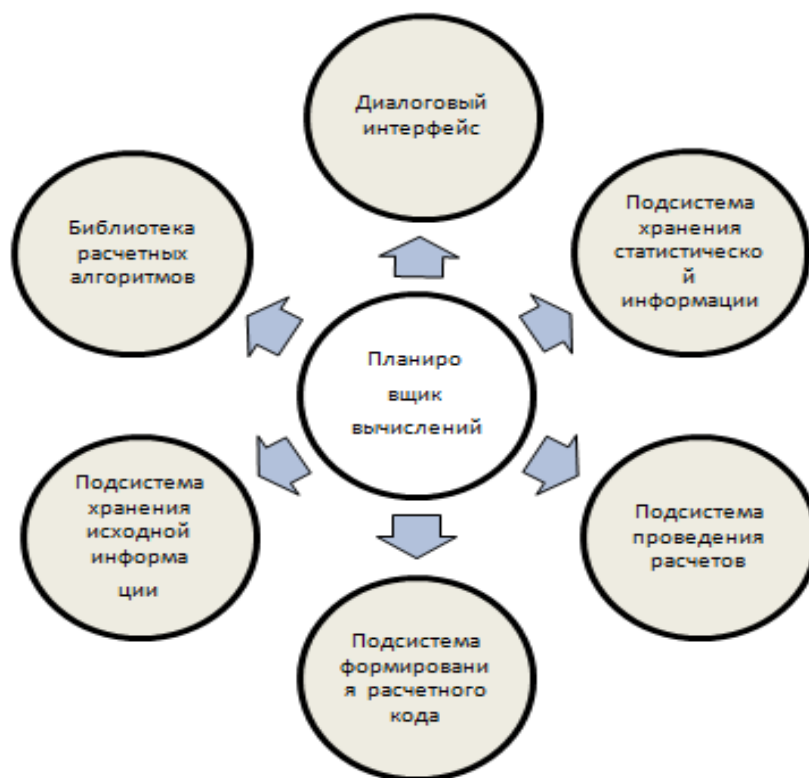 Диалоговый
интерфейс
Библиотека
расчетных
алгоритмов
Подсистема
хранения
статистическо
й
информации
Планиро
вщик
вычислений
Подсистема
хранения
исходной
информа
ции
Подсистема
проведения
расчетов
Подсистема
формировани
я расчетного
кода